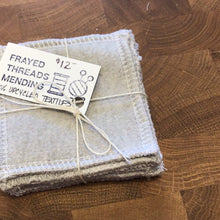 FRAYED $12
THREADS
MENDING
UPCYCLED TEXTILES